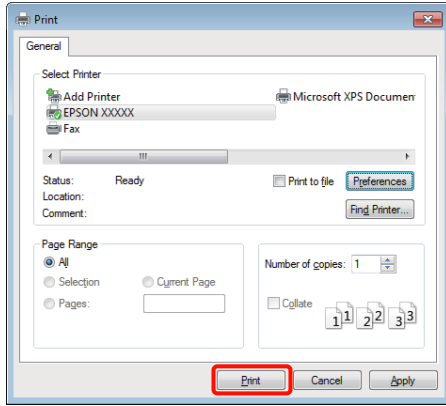 Print
General
Select Printer
Add Printer
Microsoft XPS Documen
EPSON XXXXX
Fax
Status: Ready
Print to file
Preferences
Location:
Comment:
Find Printer...
Page Range
All
Selection
Current Page
Pages:
Number of copies: 1
Collate
1 1 2 2 3 3
Print
Cancel
Apply